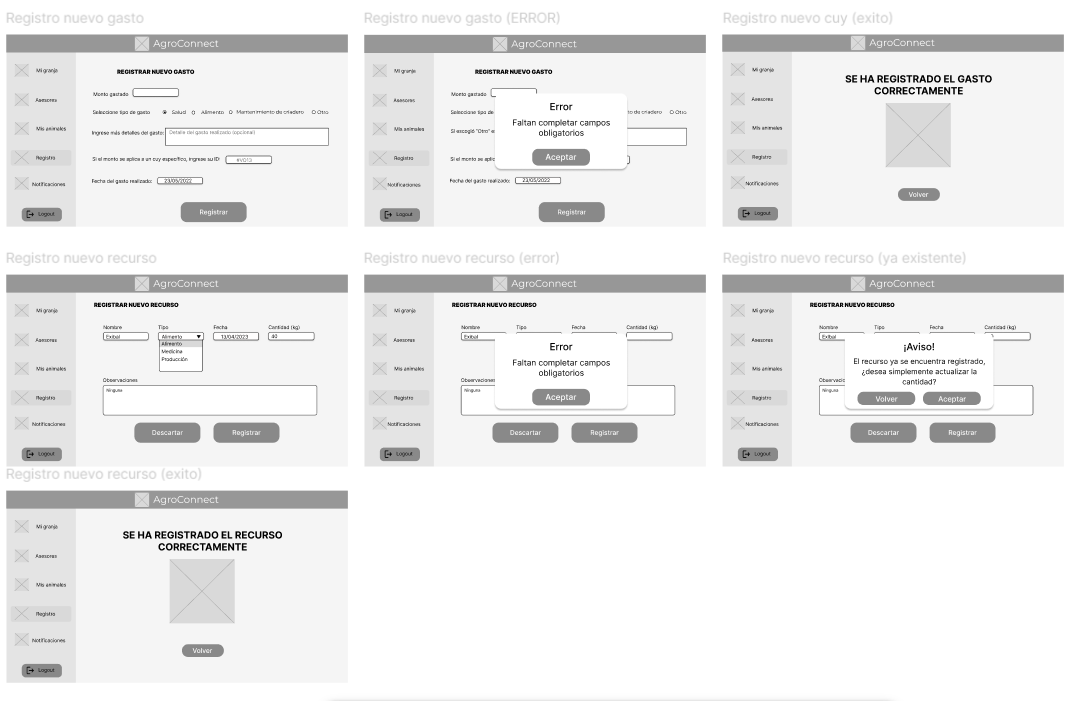 Registro nuevo gasto
AgroConnect
Mi granja
Asesores
Mis animales
Registro
Notificaciones
Logout
REGISTRAR NUEVO GASTO
Monto gastado
Seleccione tipo de gasto Salud Alimento Mantenimiento de criadero Otro
Ingrese más detalles del gasto: Detalle del gasto realizado (opcional)
Si el monto se aplica a un cuy específico, ingrese su ID:
Fecha del gasto realizado: 23/05/2022
Registrar
Registro nuevo gasto (ERROR)
AgroConnect
Mi granja
Asesores
Mis animales
Registro
Notificaciones
Logout
REGISTRAR NUEVO GASTO
Monto gastado
Seleccione tipo de gasto
to de criadero Otro
Si escogió "Otro" e
Si el monto se aplic
Fecha del gasto realizado: 23/05/2022
Registrar
Error
Faltan completar campos
obligatorios
Aceptar
Registro nuevo cuy (exito)
AgroConnect
Mi granja
Asesores
Mis animales
Registro
Notificaciones
Logout
SE HA REGISTRADO EL GASTO
CORRECTAMENTE
Volver
Registro nuevo recurso
AgroConnect
Mi granja
Asesores
Mis animales
Registro
Notificaciones
Logout
REGISTRAR NUEVO RECURSO
Nombre Tipo Fecha Cantidad (kg)
Exibal Alimento 13/04/2023 40
Alimento
Medicina
Producción
Observaciones
Ninguna
Descartar Registrar
Registro nuevo recurso (error)
AgroConnect
Mi granja
Asesores
Mis animales
Registro
Notificaciones
Logout
REGISTRAR NUEVO RECURSO
Nombre Tipo Fecha Cantidad (kg)
Exibal
Observaciones
Ninguna
Error
Faltan completar campos
obligatorios
Aceptar
Descartar Registrar
Registro nuevo recurso (ya existente)
AgroConnect
Mi granja
Asesores
Mis animales
Registro
Notificaciones
Logout
REGISTRAR NUEVO RECURSO
Nombre Tipo Fecha Cantidad (kg)
Exibal
Observacio
Ninguna
¡Aviso!
El recurso ya se encuentra registrado,
¿desea simplemente actualizar la
cantidad?
Volver Aceptar
Descartar Registrar
Registro nuevo recurso (exito)
AgroConnect
Mi granja
Asesores
Mis animales
Registro
Notificaciones
Logout
SE HA REGISTRADO EL RECURSO
CORRECTAMENTE
Volver